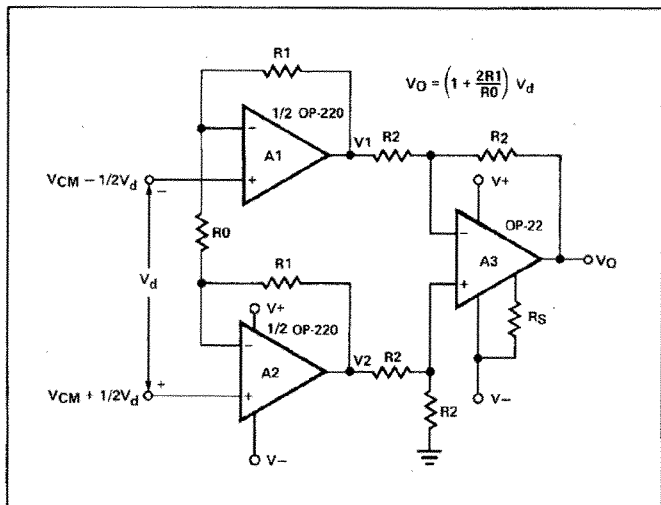 R1
V_O = (1 + 2R1/R0) V_d
1/2 OP-220
−
A1
+
V1
R2
R2
V_CM − 1/2V_d
−
V+
OP-22
R0
−
A3
+
V_O
V_d
R1
V+
1/2 OP-220
R_S
−
A2
+
V2
R2
V_CM + 1/2V_d
+
R2
V−
V−